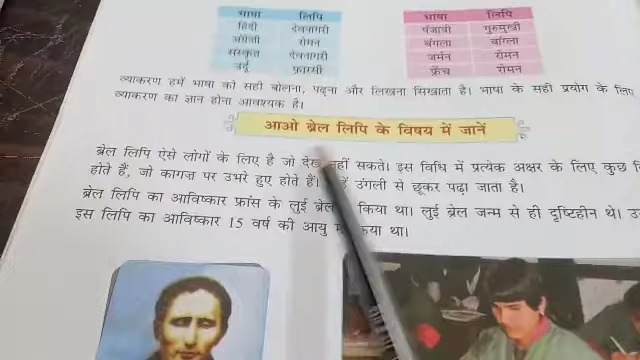 भाषा लिपि
हिंदी देवनागरी
अंग्रेज़ी रोमन
संस्कृत देवनागरी
उर्दू फ़ारसी
भाषा लिपि
पंजाबी गुरुमुखी
बंगला बांग्ला
जर्मन रोमन
फ्रेंच रोमन
व्याकरण हमें भाषा को सही बोलना, पढ़ना और लिखना सिखाता है। भाषा के सही प्रयोग के लिए
व्याकरण का ज्ञान होना आवश्यक है।
आओ ब्रेल लिपि के विषय में जानें
ब्रेल लिपि ऐसे लोगों के लिए है जो देख नहीं सकते। इस विधि में प्रत्येक अक्षर के लिए कुछ
होते हैं, जो कागज़ पर उभरे हुए होते हैं। उंगली से छूकर पढ़ा जाता है।
ब्रेल लिपि का आविष्कार फ्रांस के लुई ब्रेल किया था। लुई ब्रेल जन्म से ही दृष्टिहीन थे।
इस लिपि का आविष्कार 15 वर्ष की आयु किया था।